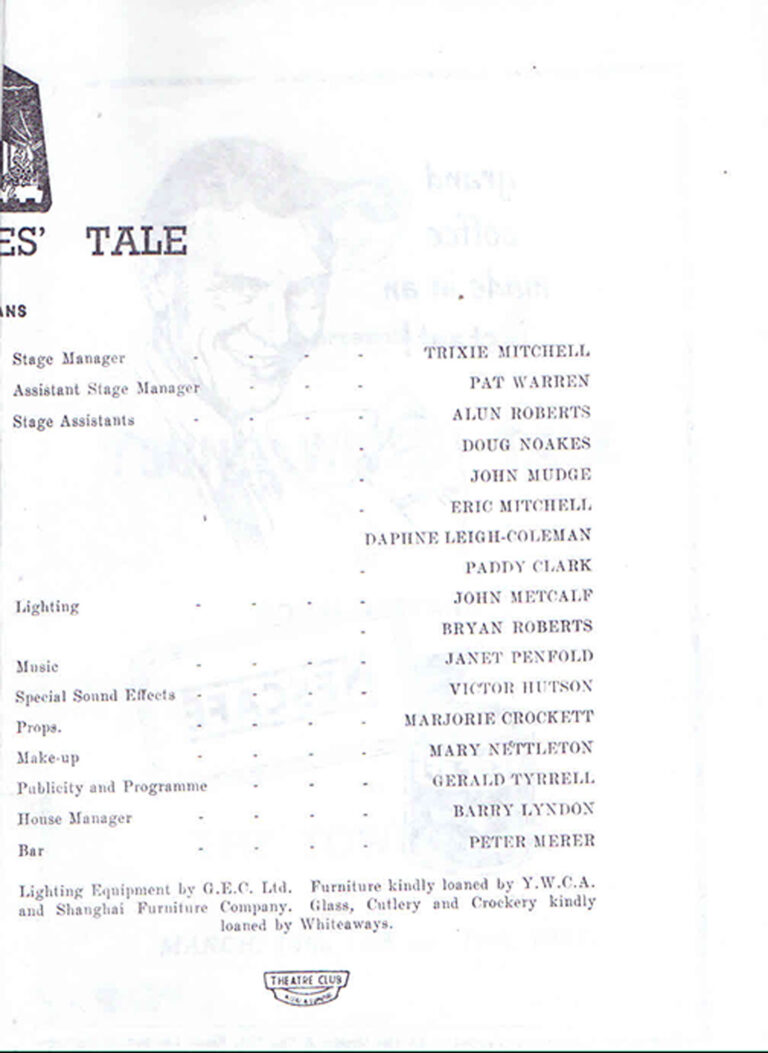 ES' TALE
ANS
Stage Manager - - - - TRIXIE MITCHELL
Assistant Stage Manager - - - PAT WARREN
Stage Assistants - - - - ALUN ROBERTS
- DOUG NOAKES
- JOHN MUDGE
- ERIC MITCHELL
DAPHNE LEIGH-COLEMAN
- PADDY CLARK
Lighting - - - - JOHN METCALF
- BRYAN ROBERTS
Music - - - - JANET PENFOLD
Special Sound Effects - - - - VICTOR HUTSON
Props. - - - - MARJORIE CROCKETT
Make-up - - - - MARY NETTLETON
Publicity and Programme - - - GERALD TYRRELL
House Manager - - - - BARRY LYNDON
Bar - - - - PETER MERER
Lighting Equipment by G.E.C. Ltd. Furniture kindly loaned by Y.W.C.A.
and Shanghai Furniture Company. Glass, Cutlery and Crockery kindly
loaned by Whiteaways.
THEATRE CLUB